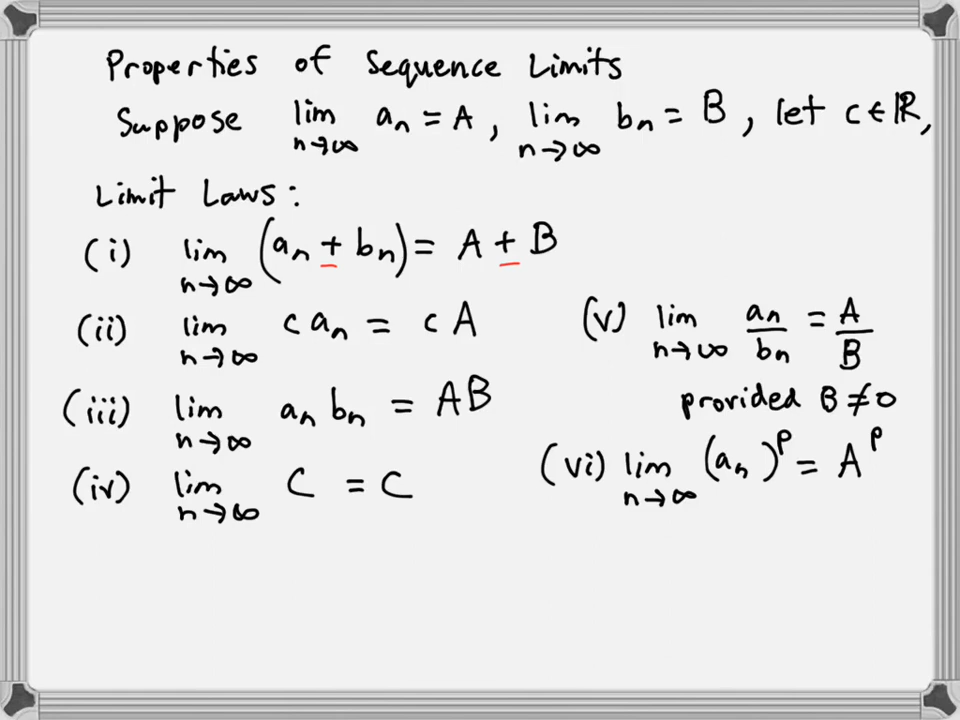 Properties of Sequence Limits
Suppose lim n→∞ aₙ = A, lim n→∞ bₙ = B, let c ∈ ℝ,
Limit Laws:
(i) lim n→∞ (aₙ + bₙ) = A + B
(ii) lim n→∞ c aₙ = c A
(iii) lim n→∞ aₙ bₙ = AB
(iv) lim n→∞ C = C
(v) lim n→∞ aₙ/bₙ = A/B
provided B ≠ 0
(vi) lim n→∞ (aₙ)ᵖ = Aᵖ